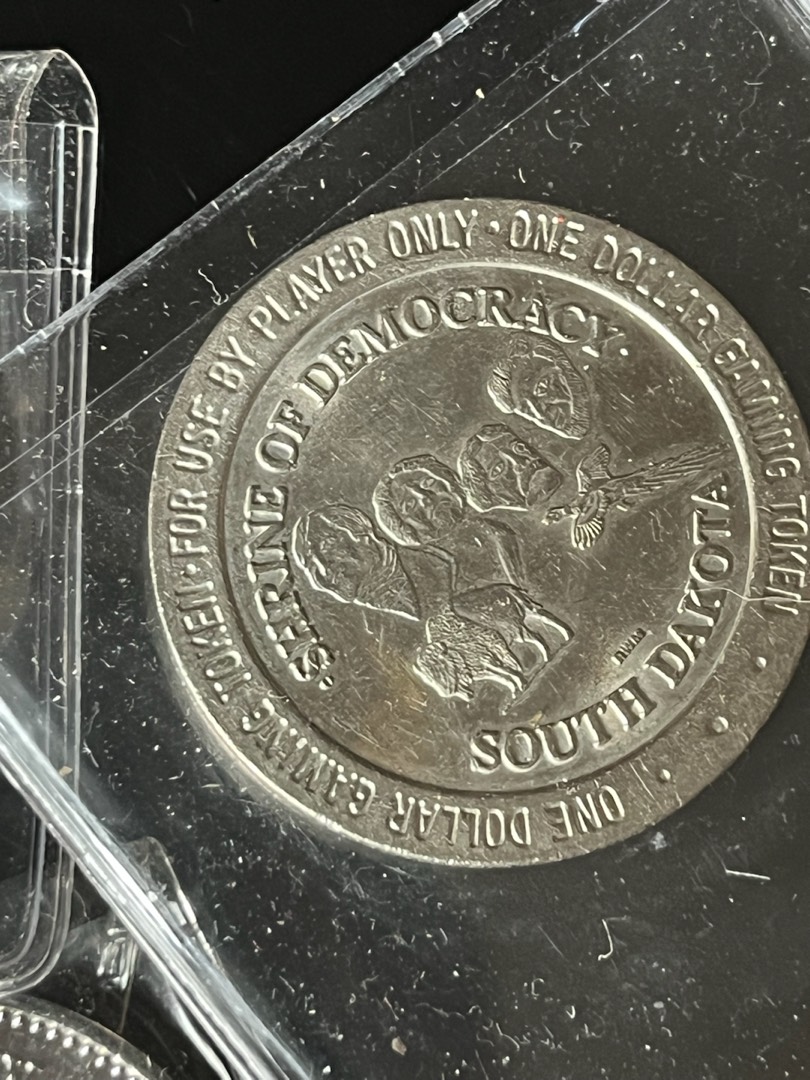 ONE DOLLAR GAMING TOKEN · FOR USE BY PLAYER ONLY · ONE DOLLAR GAMING TOKEN
· SHRINE OF DEMOCRACY ·
SOUTH DAKOTA